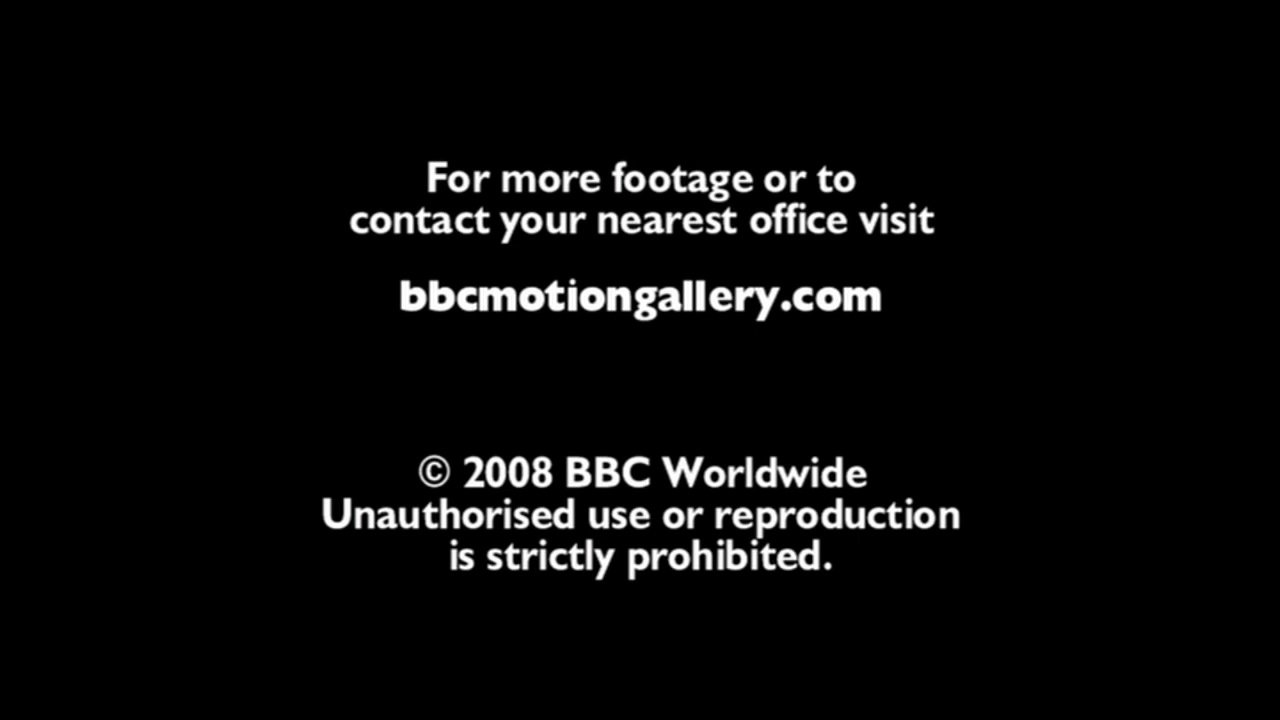 For more footage or to
contact your nearest office visit
bbcmotiongallery.com
© 2008 BBC Worldwide
Unauthorised use or reproduction
is strictly prohibited.